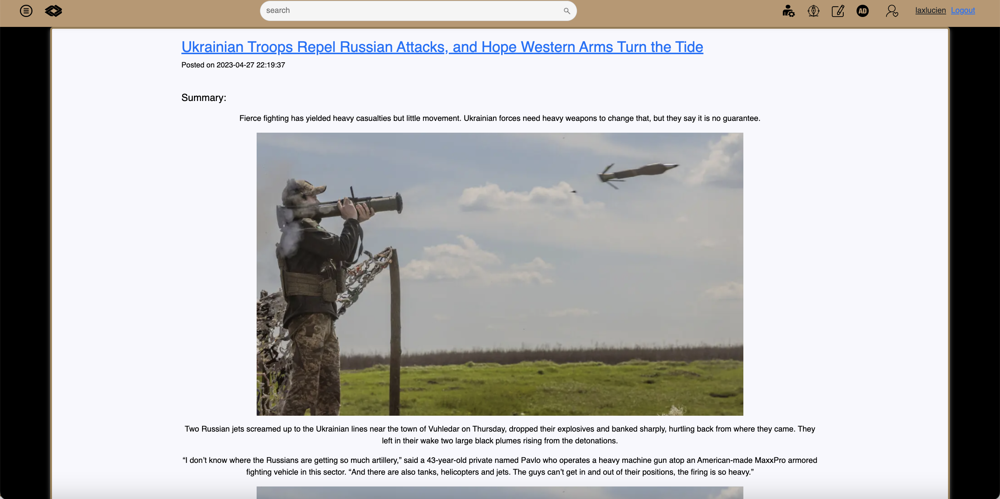 search
AD
laxlucien Logout
Ukrainian Troops Repel Russian Attacks, and Hope Western Arms Turn the Tide
Posted on 2023-04-27 22:19:37
Summary:
Fierce fighting has yielded heavy casualties but little movement. Ukrainian forces need heavy weapons to change that, but they say it is no guarantee.
Two Russian jets screamed up to the Ukrainian lines near the town of Vuhledar on Thursday, dropped their explosives and banked sharply, hurtling back from where they came. They
left in their wake two large black plumes rising from the detonations.
“I don’t know where the Russians are getting so much artillery,” said a 43-year-old private named Pavlo who operates a heavy machine gun atop an American-made MaxxPro armored
fighting vehicle in this sector. “And there are also tanks, helicopters and jets. The guys can’t get in and out of their positions, the firing is so heavy.”